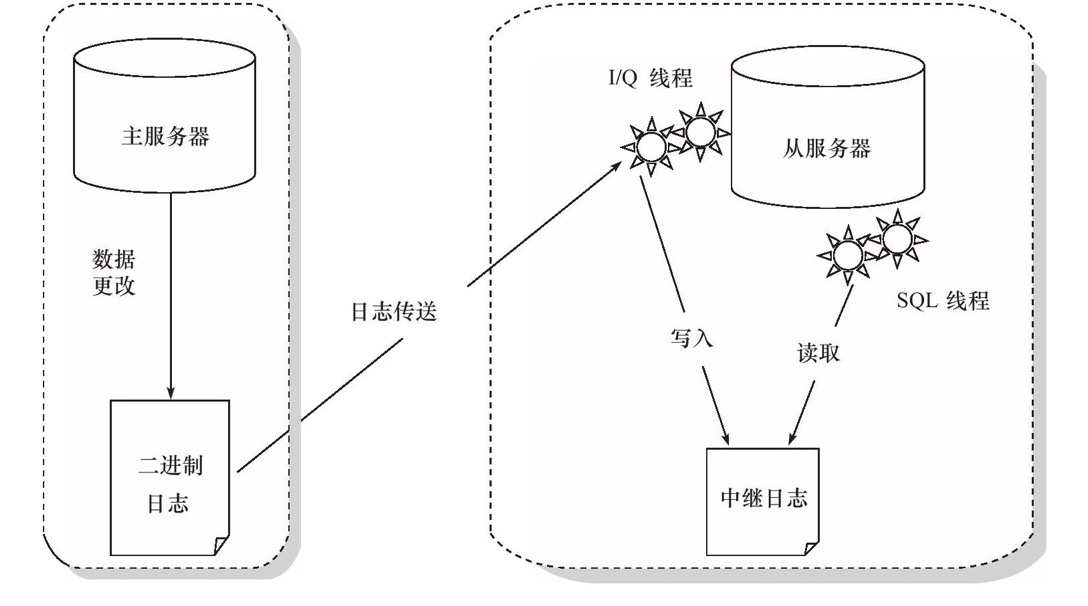 主服务器
数据
更改
二进制
日志
日志传送
I/Q 线程
从服务器
SQL 线程
写入
读取
中继日志